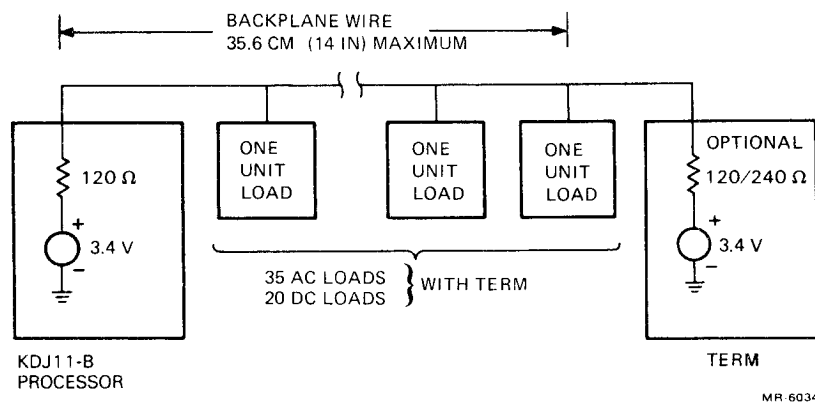 BACKPLANE WIRE
35.6 CM (14 IN) MAXIMUM
120 Ω
+
3.4 V
−
KDJ11-B
PROCESSOR
ONE
UNIT
LOAD
ONE
UNIT
LOAD
ONE
UNIT
LOAD
35 AC LOADS
20 DC LOADS
} WITH TERM
OPTIONAL
120/240 Ω
+
3.4 V
−
TERM
MR-6034